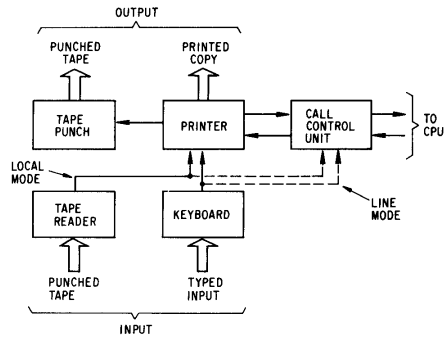 OUTPUT
PUNCHED
TAPE
PRINTED
COPY
TAPE
PUNCH
PRINTER
CALL
CONTROL
UNIT
TO
CPU
LOCAL
MODE
LINE
MODE
TAPE
READER
KEYBOARD
PUNCHED
TAPE
TYPED
INPUT
INPUT